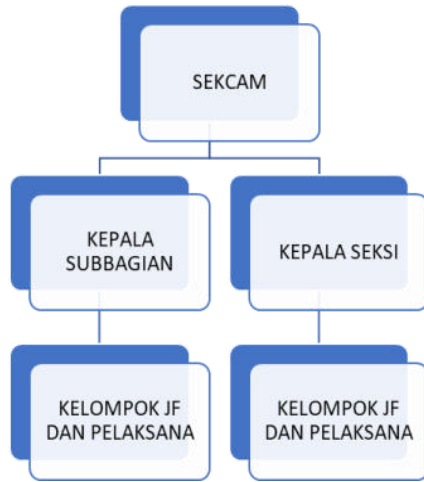 SEKCAM
KEPALA
SUBBAGIAN
KEPALA SEKSI
KELOMPOK JF
DAN PELAKSANA
KELOMPOK JF
DAN PELAKSANA